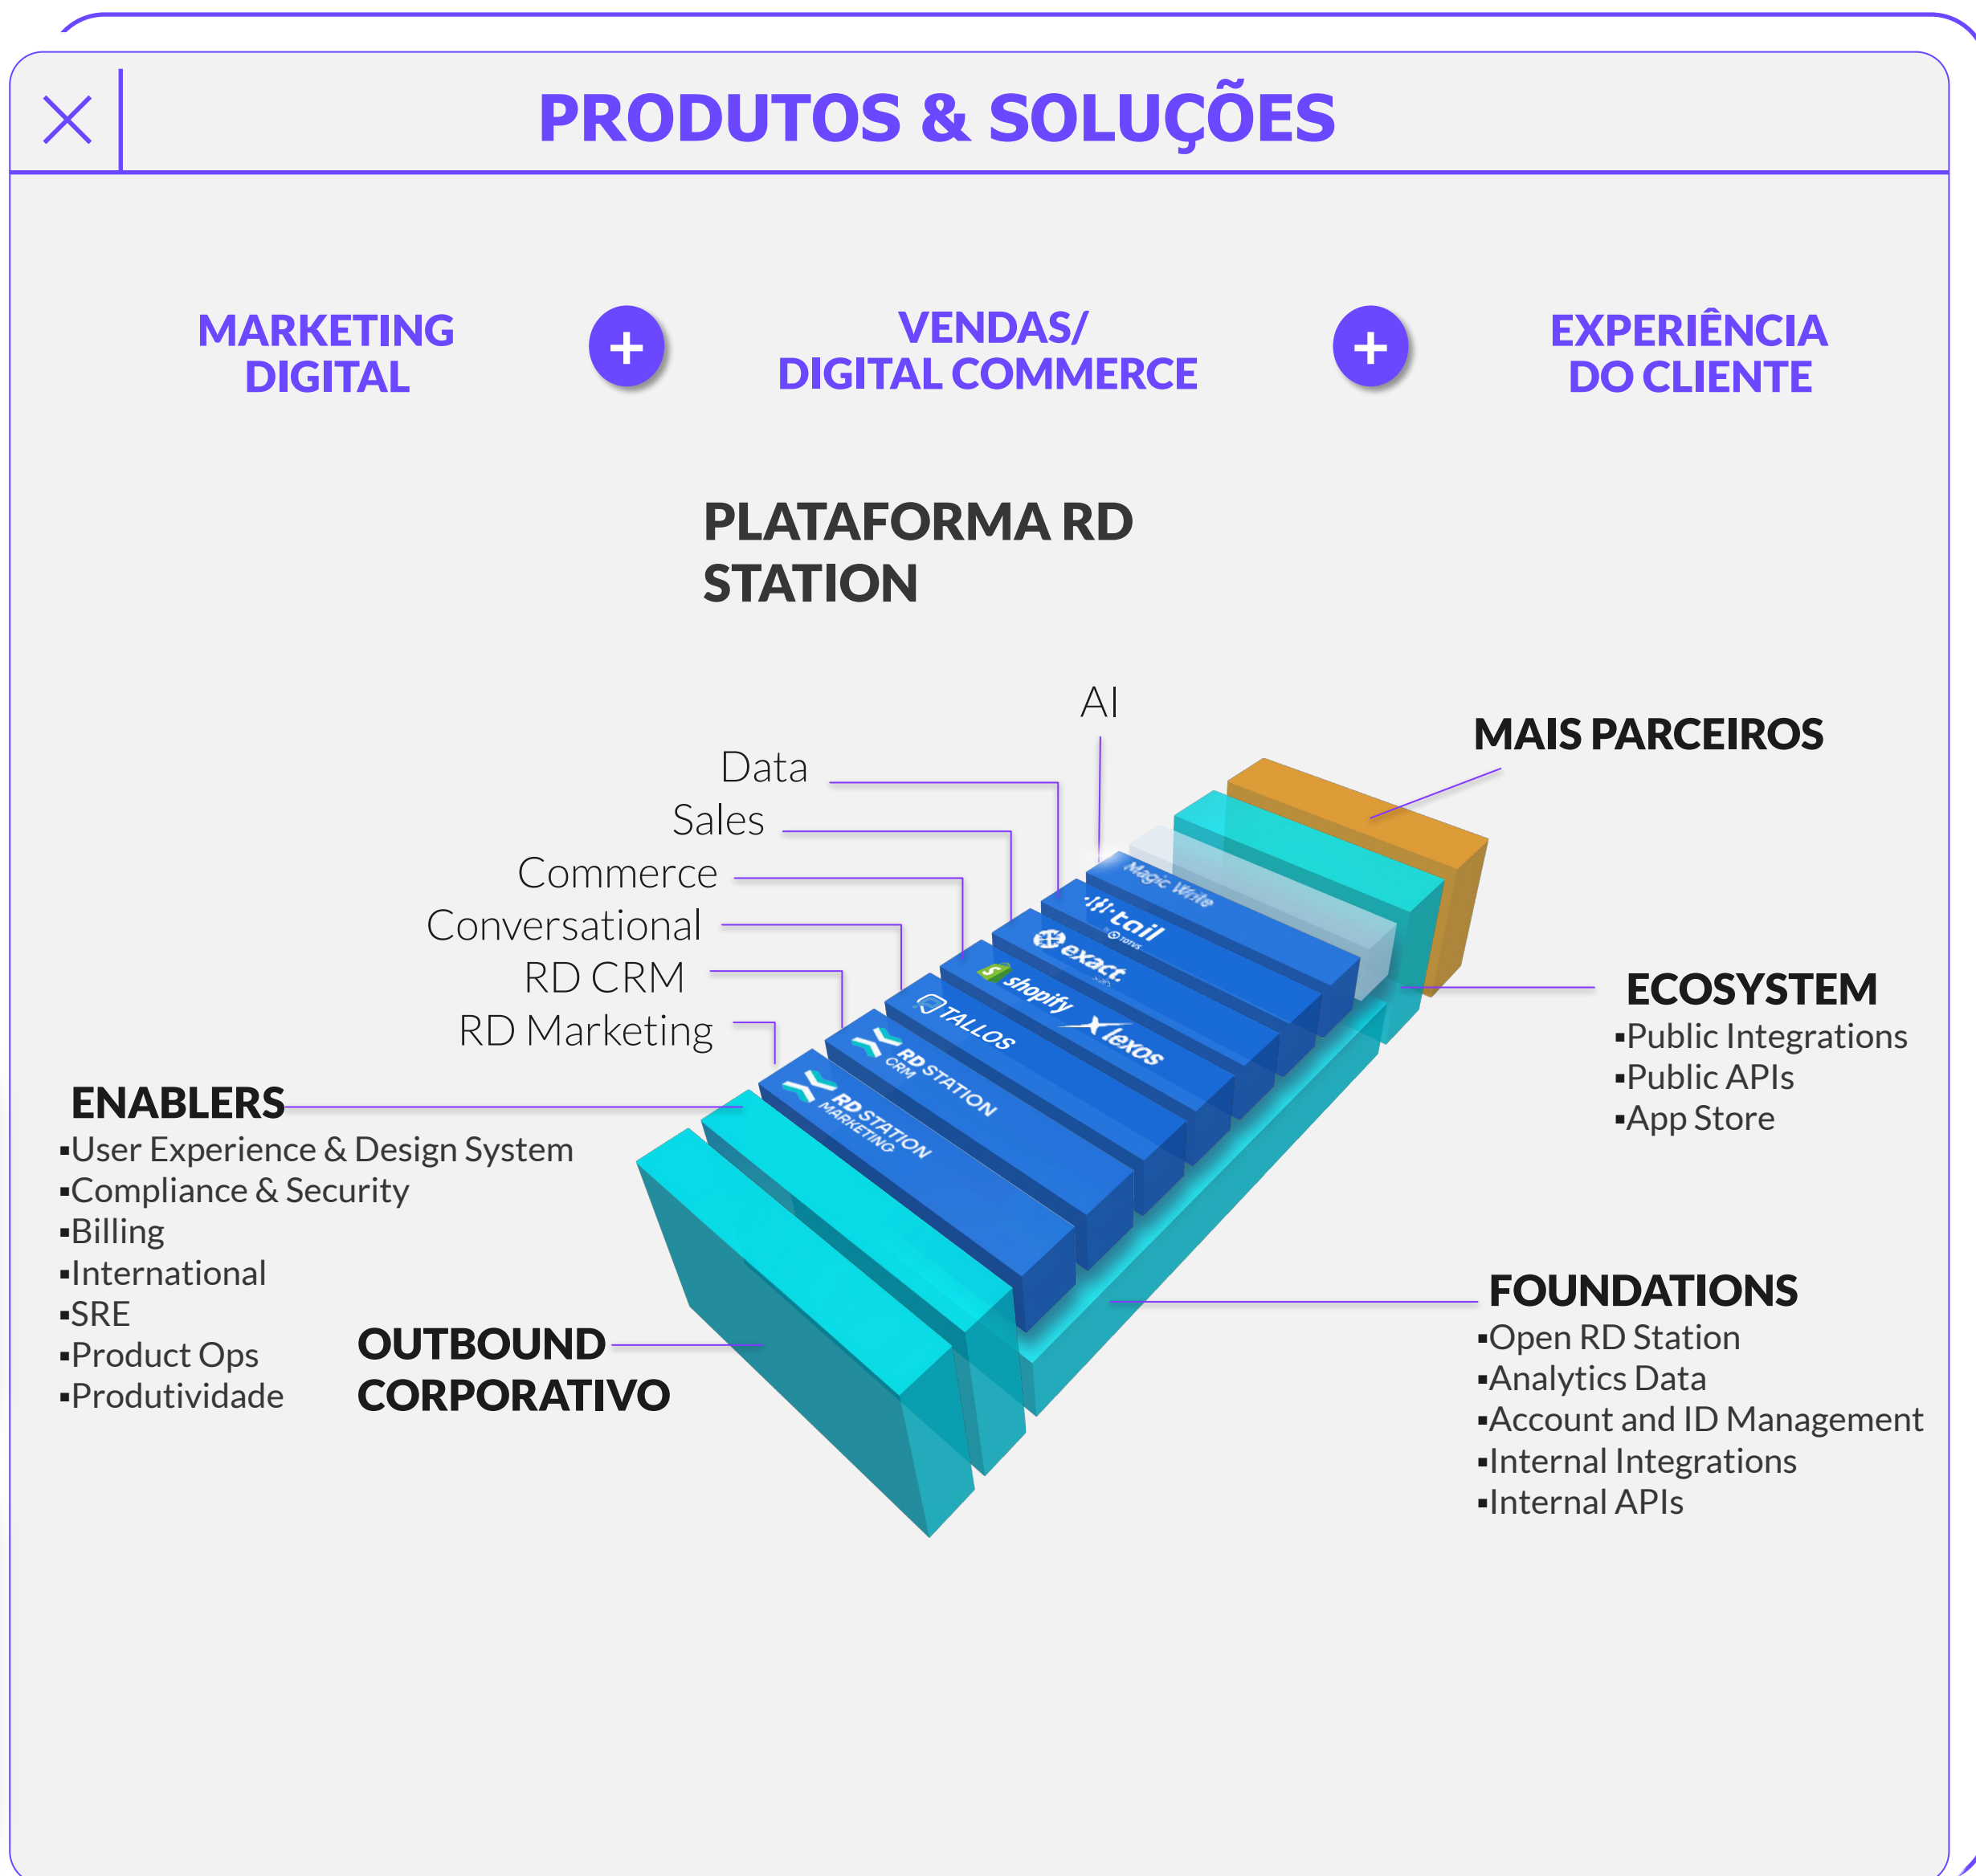 PRODUTOS & SOLUÇÕES
MARKETING
DIGITAL
+
VENDAS/
DIGITAL COMMERCE
+
EXPERIÊNCIA
DO CLIENTE
PLATAFORMA RD
STATION
AI
Data
Sales
Commerce
Conversational
RD CRM
RD Marketing
MAIS PARCEIROS
Magic Write
tail
TOTVS
exact
shopify lexos
TALLOS
RD STATION
CRM
RD STATION
MARKETING
ENABLERS
▪User Experience & Design System
▪Compliance & Security
▪Billing
▪International
▪SRE
▪Product Ops
▪Produtividade
OUTBOUND
CORPORATIVO
ECOSYSTEM
▪Public Integrations
▪Public APIs
▪App Store
FOUNDATIONS
▪Open RD Station
▪Analytics Data
▪Account and ID Management
▪Internal Integrations
▪Internal APIs